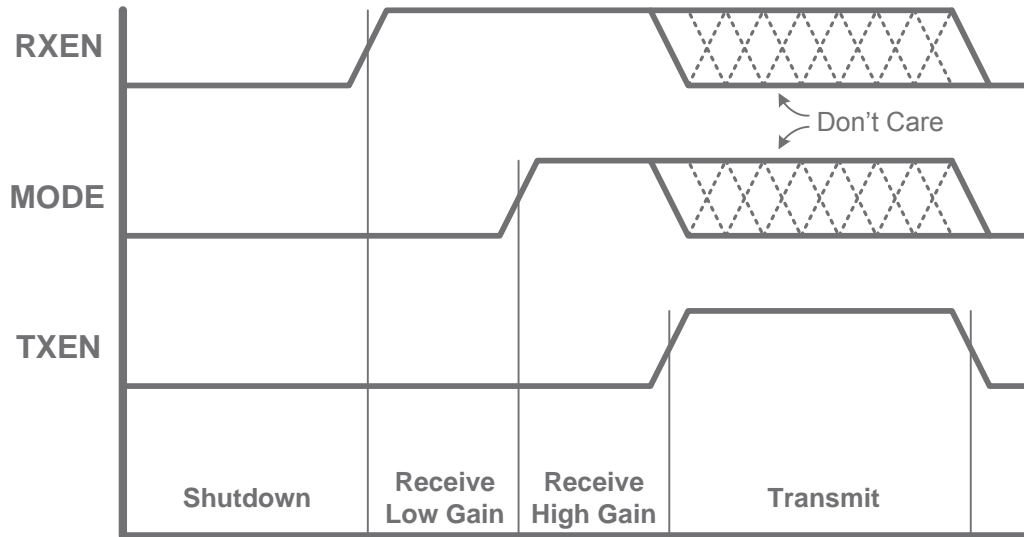 RXEN
Don't Care
MODE
TXEN
Shutdown
Receive
Low Gain
Receive
High Gain
Transmit